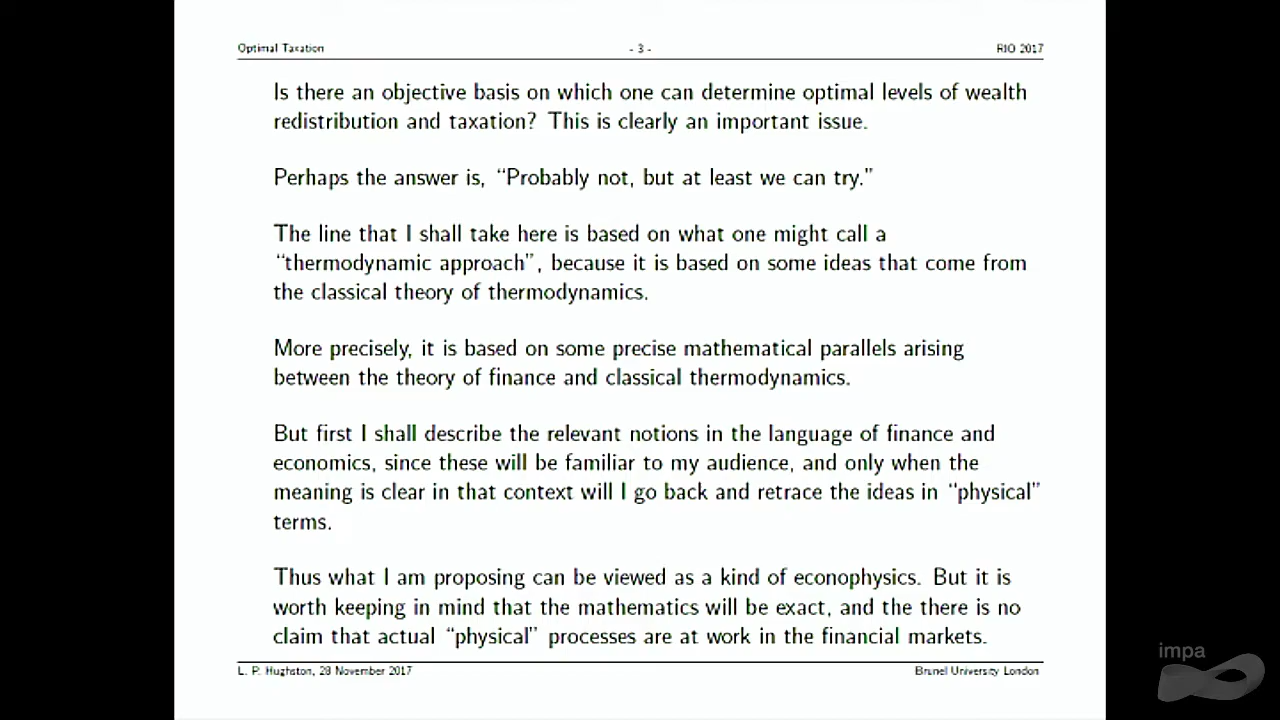 Optimal Taxation - 3 - RIO 2017
Is there an objective basis on which one can determine optimal levels of wealth
redistribution and taxation? This is clearly an important issue.
Perhaps the answer is, “Probably not, but at least we can try.”
The line that I shall take here is based on what one might call a
“thermodynamic approach”, because it is based on some ideas that come from
the classical theory of thermodynamics.
More precisely, it is based on some precise mathematical parallels arising
between the theory of finance and classical thermodynamics.
But first I shall describe the relevant notions in the language of finance and
economics, since these will be familiar to my audience, and only when the
meaning is clear in that context will I go back and retrace the ideas in “physical”
terms.
Thus what I am proposing can be viewed as a kind of econophysics. But it is
worth keeping in mind that the mathematics will be exact, and the there is no
claim that actual “physical” processes are at work in the financial markets.
L. P. Hughston, 28 November 2017 Brunel University London
impa